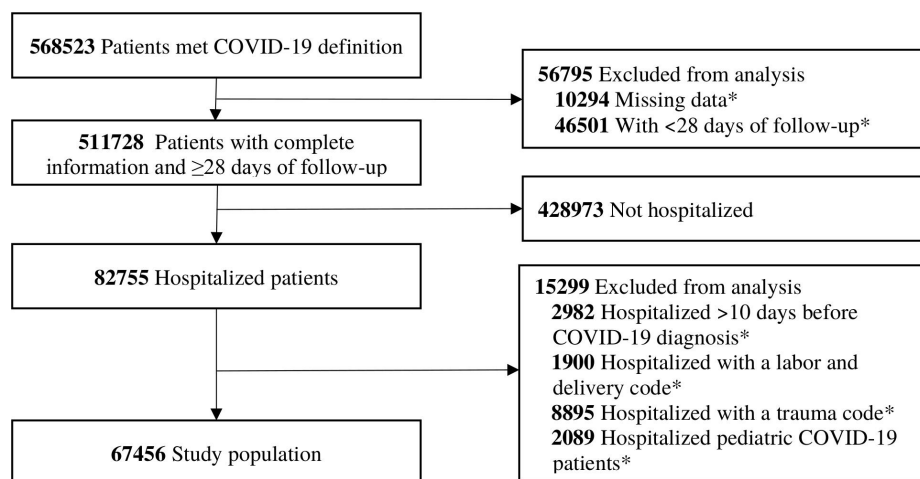 568523 Patients met COVID-19 definition
56795 Excluded from analysis
10294 Missing data*
46501 With <28 days of follow-up*
511728 Patients with complete
information and ≥28 days of follow-up
428973 Not hospitalized
82755 Hospitalized patients
15299 Excluded from analysis
2982 Hospitalized >10 days before
COVID-19 diagnosis*
1900 Hospitalized with a labor and
delivery code*
8895 Hospitalized with a trauma code*
2089 Hospitalized pediatric COVID-19
patients*
67456 Study population